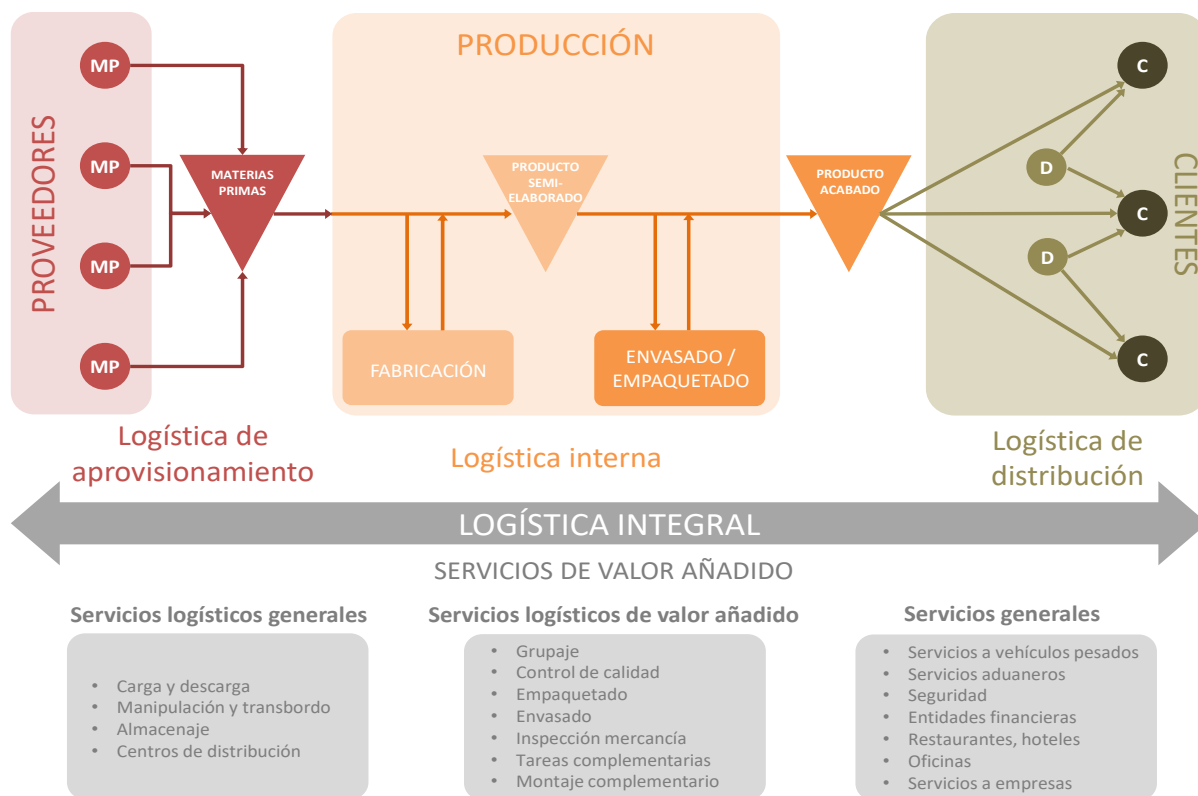 PROVEEDORES
MP
MP
MP
MP
MATERIAS
PRIMAS
PRODUCCIÓN
PRODUCTO
SEMI-
ELABORADO
FABRICACIÓN
ENVASADO /
EMPAQUETADO
PRODUCTO
ACABADO
C
D
C
D
C
CLIENTES
Logística de
aprovisionamiento
Logística interna
Logística de
distribución
LOGÍSTICA INTEGRAL
SERVICIOS DE VALOR AÑADIDO
Servicios logísticos generales
• Carga y descarga
• Manipulación y transbordo
• Almacenaje
• Centros de distribución
Servicios logísticos de valor añadido
• Grupaje
• Control de calidad
• Empaquetado
• Envasado
• Inspección mercancía
• Tareas complementarias
• Montaje complementario
Servicios generales
• Servicios a vehículos pesados
• Servicios aduaneros
• Seguridad
• Entidades financieras
• Restaurantes, hoteles
• Oficinas
• Servicios a empresas